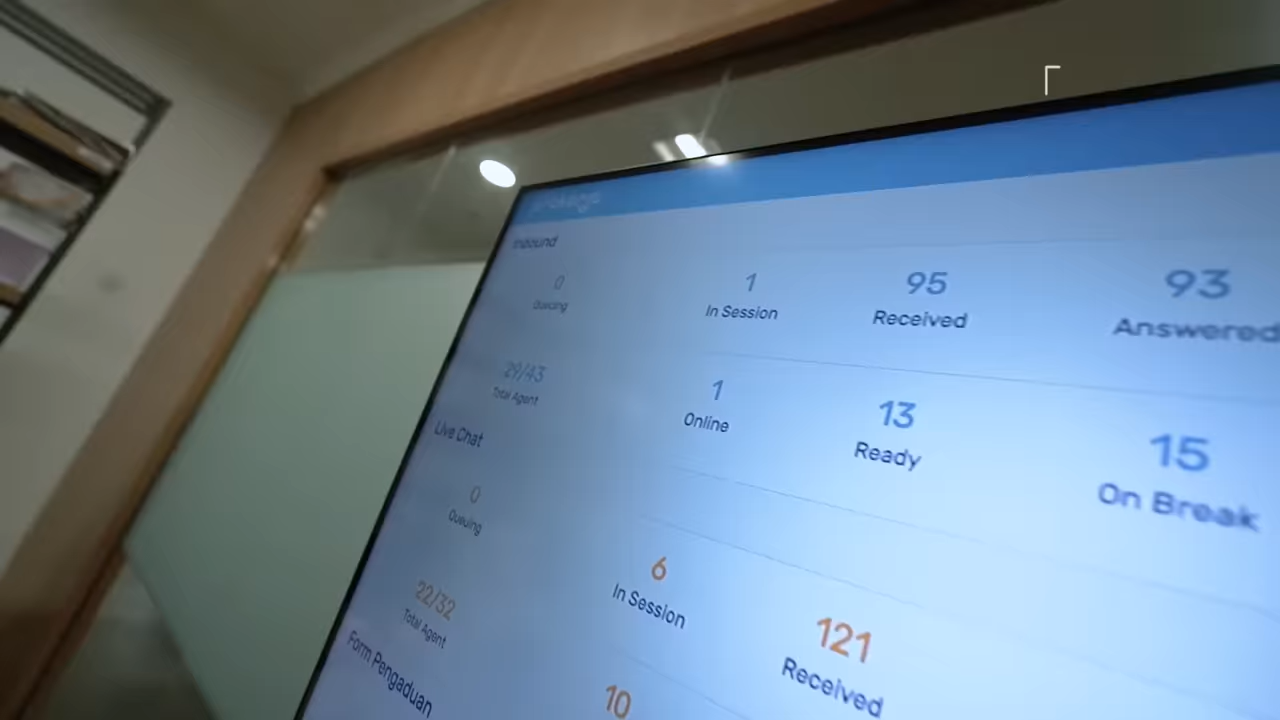 Inbound
0 1 95 93
Queuing In Session Received Answered
29/43 1 13 15
Total Agent Online Ready On Break
Live Chat
0 6 121
Queuing In Session Received
22/32 10
Total Agent
Form Pengaduan